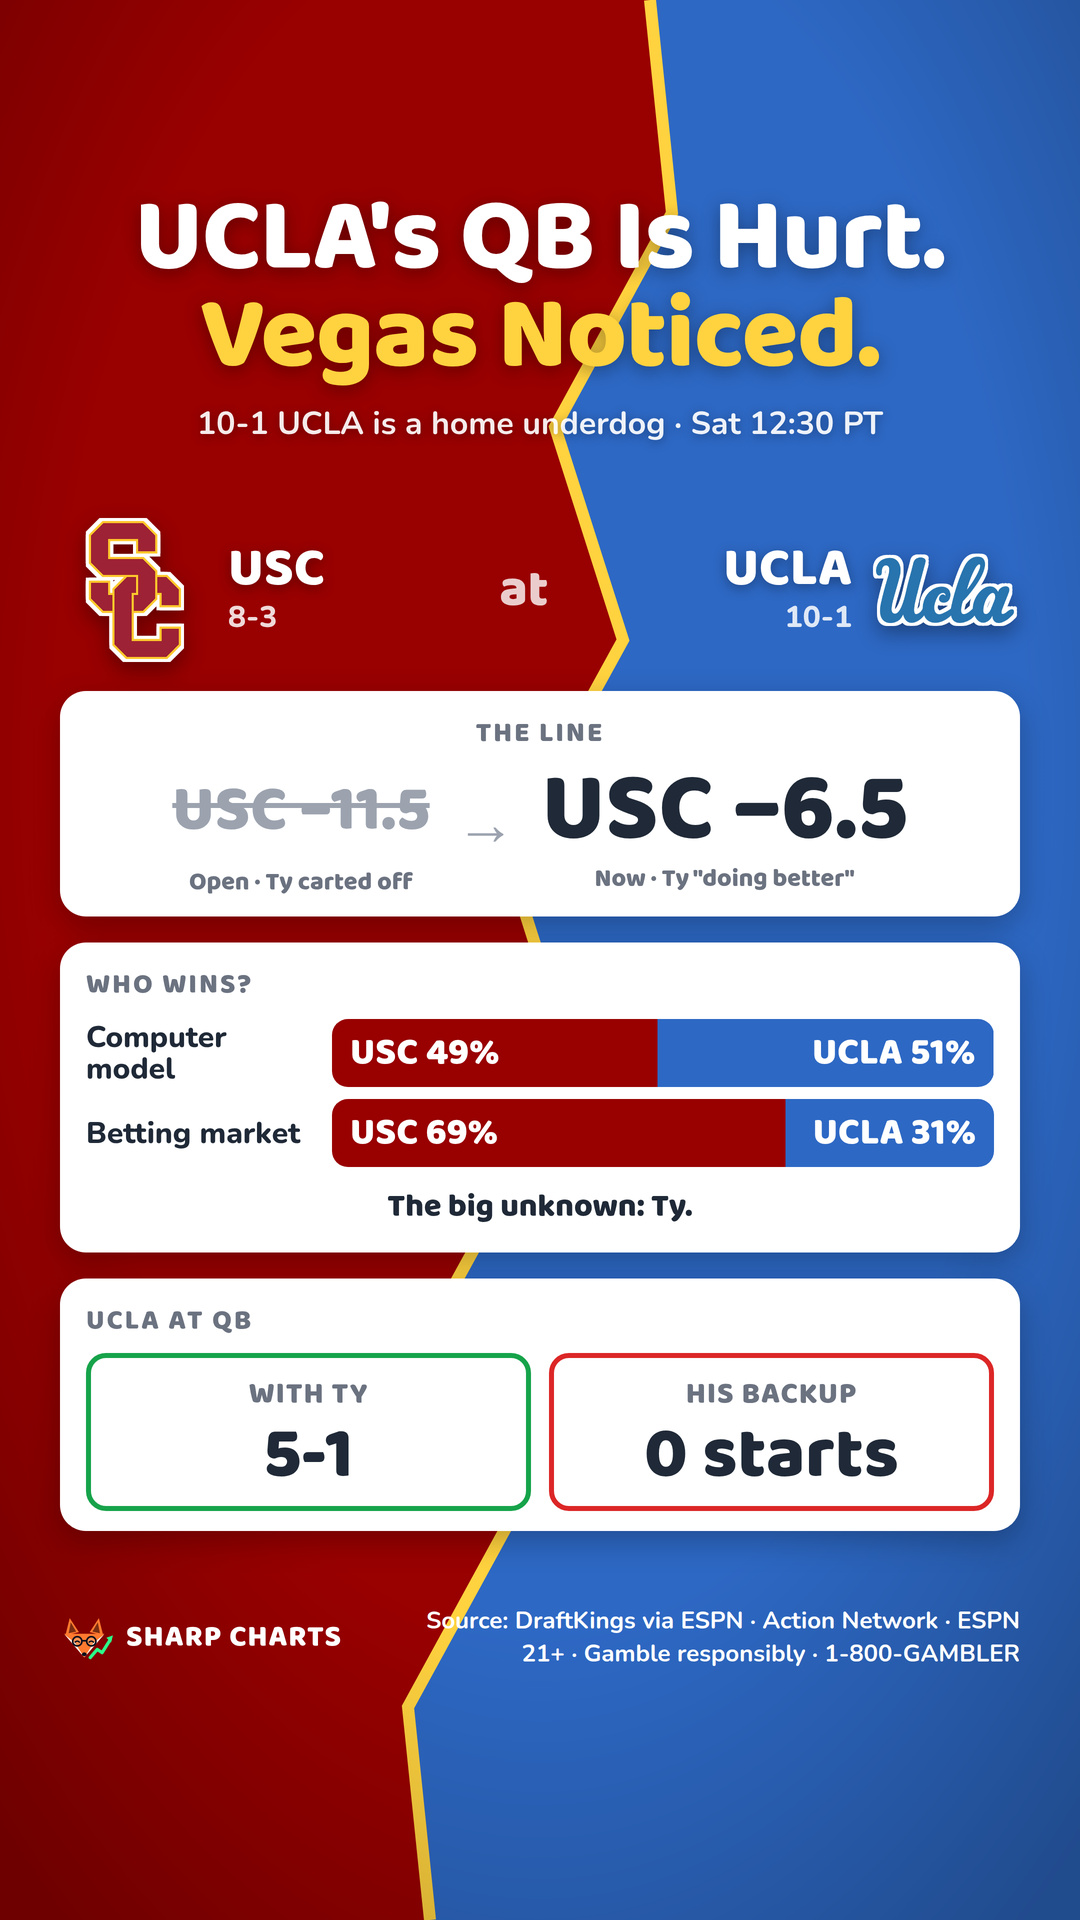 UCLA's QB Is Hurt.
Vegas Noticed.
10-1 UCLA is a home underdog · Sat 12:30 PT
SC
USC
8-3
at
UCLA
10-1
Ucla
THE LINE
USC −11.5
→
USC −6.5
Open · Ty carted off
Now · Ty "doing better"
WHO WINS?
Computer
model
USC 49%
UCLA 51%
Betting market
USC 69%
UCLA 31%
The big unknown: Ty.
UCLA AT QB
WITH TY
5-1
HIS BACKUP
0 starts
SHARP CHARTS
Source: DraftKings via ESPN · Action Network · ESPN
21+ · Gamble responsibly · 1-800-GAMBLER